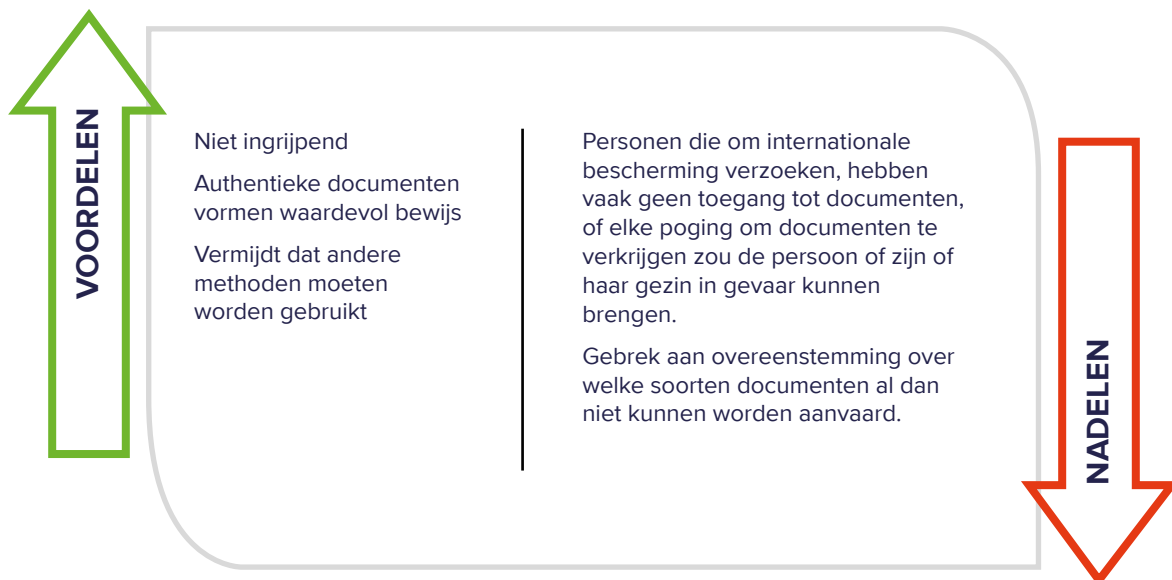 VOORDELEN
Niet ingrijpend
Authentieke documenten
vormen waardevol bewijs
Vermijdt dat andere
methoden moeten
worden gebruikt
Personen die om internationale
bescherming verzoeken, hebben
vaak geen toegang tot documenten,
of elke poging om documenten te
verkrijgen zou de persoon of zijn of
haar gezin in gevaar kunnen
brengen.
Gebrek aan overeenstemming over
welke soorten documenten al dan
niet kunnen worden aanvaard.
NADELEN